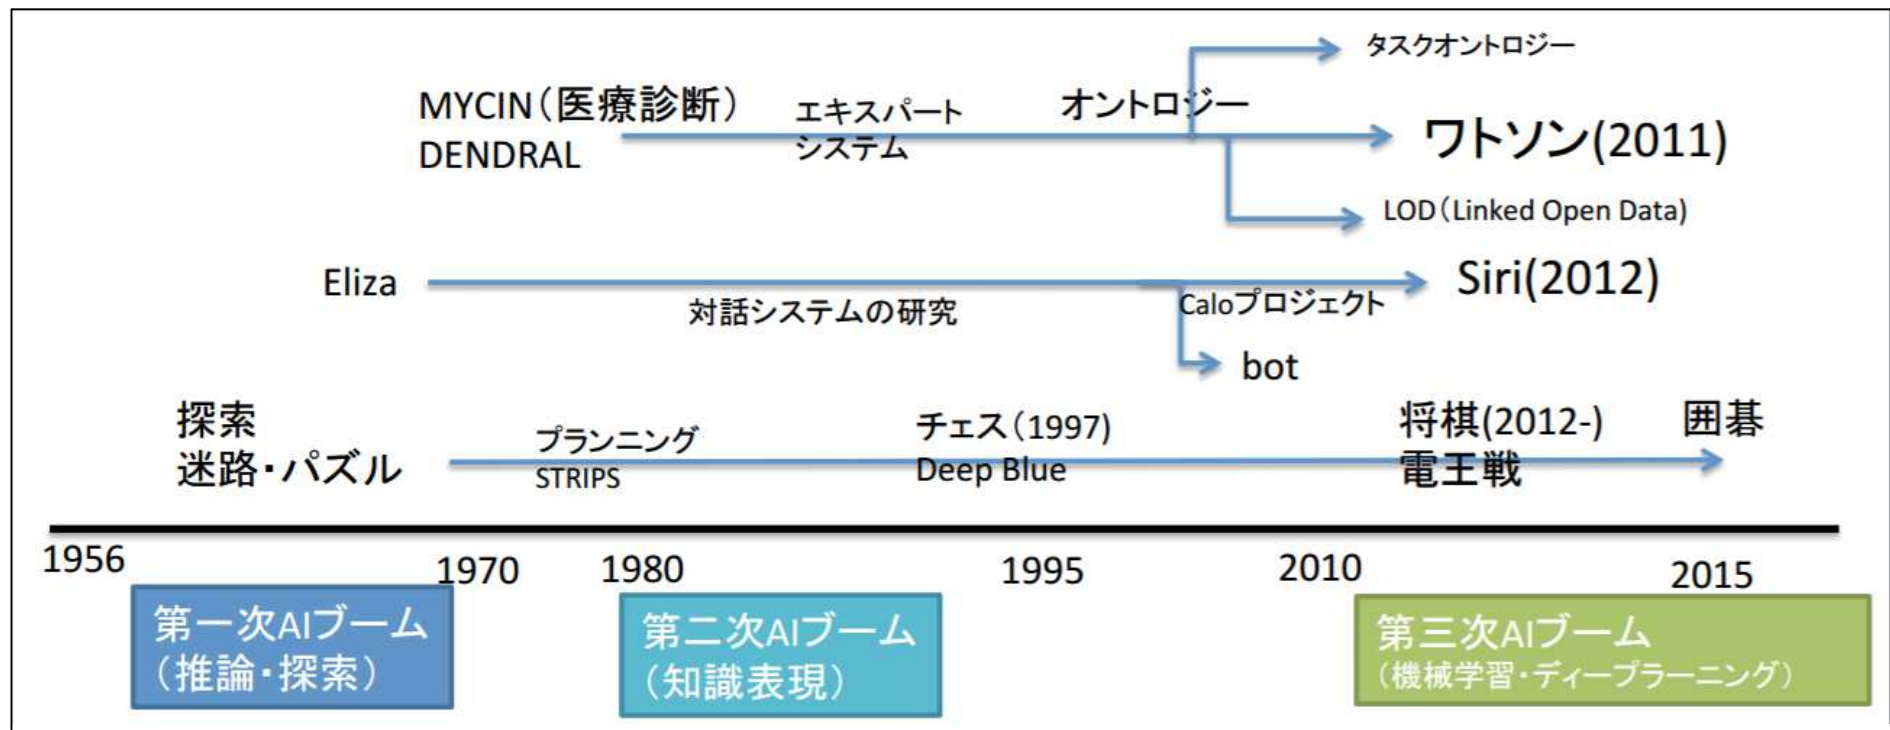 タスクオントロジー
MYCIN（医療診断）
DENDRAL
エキスパート
システム
オントロジー
ワトソン(2011)
LOD（Linked Open Data)
Eliza
対話システムの研究
Caloプロジェクト
Siri(2012)
bot
探索
迷路・パズル
プランニング
STRIPS
チェス（1997)
Deep Blue
将棋(2012-)
電王戦
囲碁
1956
1970
1980
1995
2010
2015
第一次AIブーム
（推論・探索）
第二次AIブーム
（知識表現）
第三次AIブーム
（機械学習・ディープラーニング）